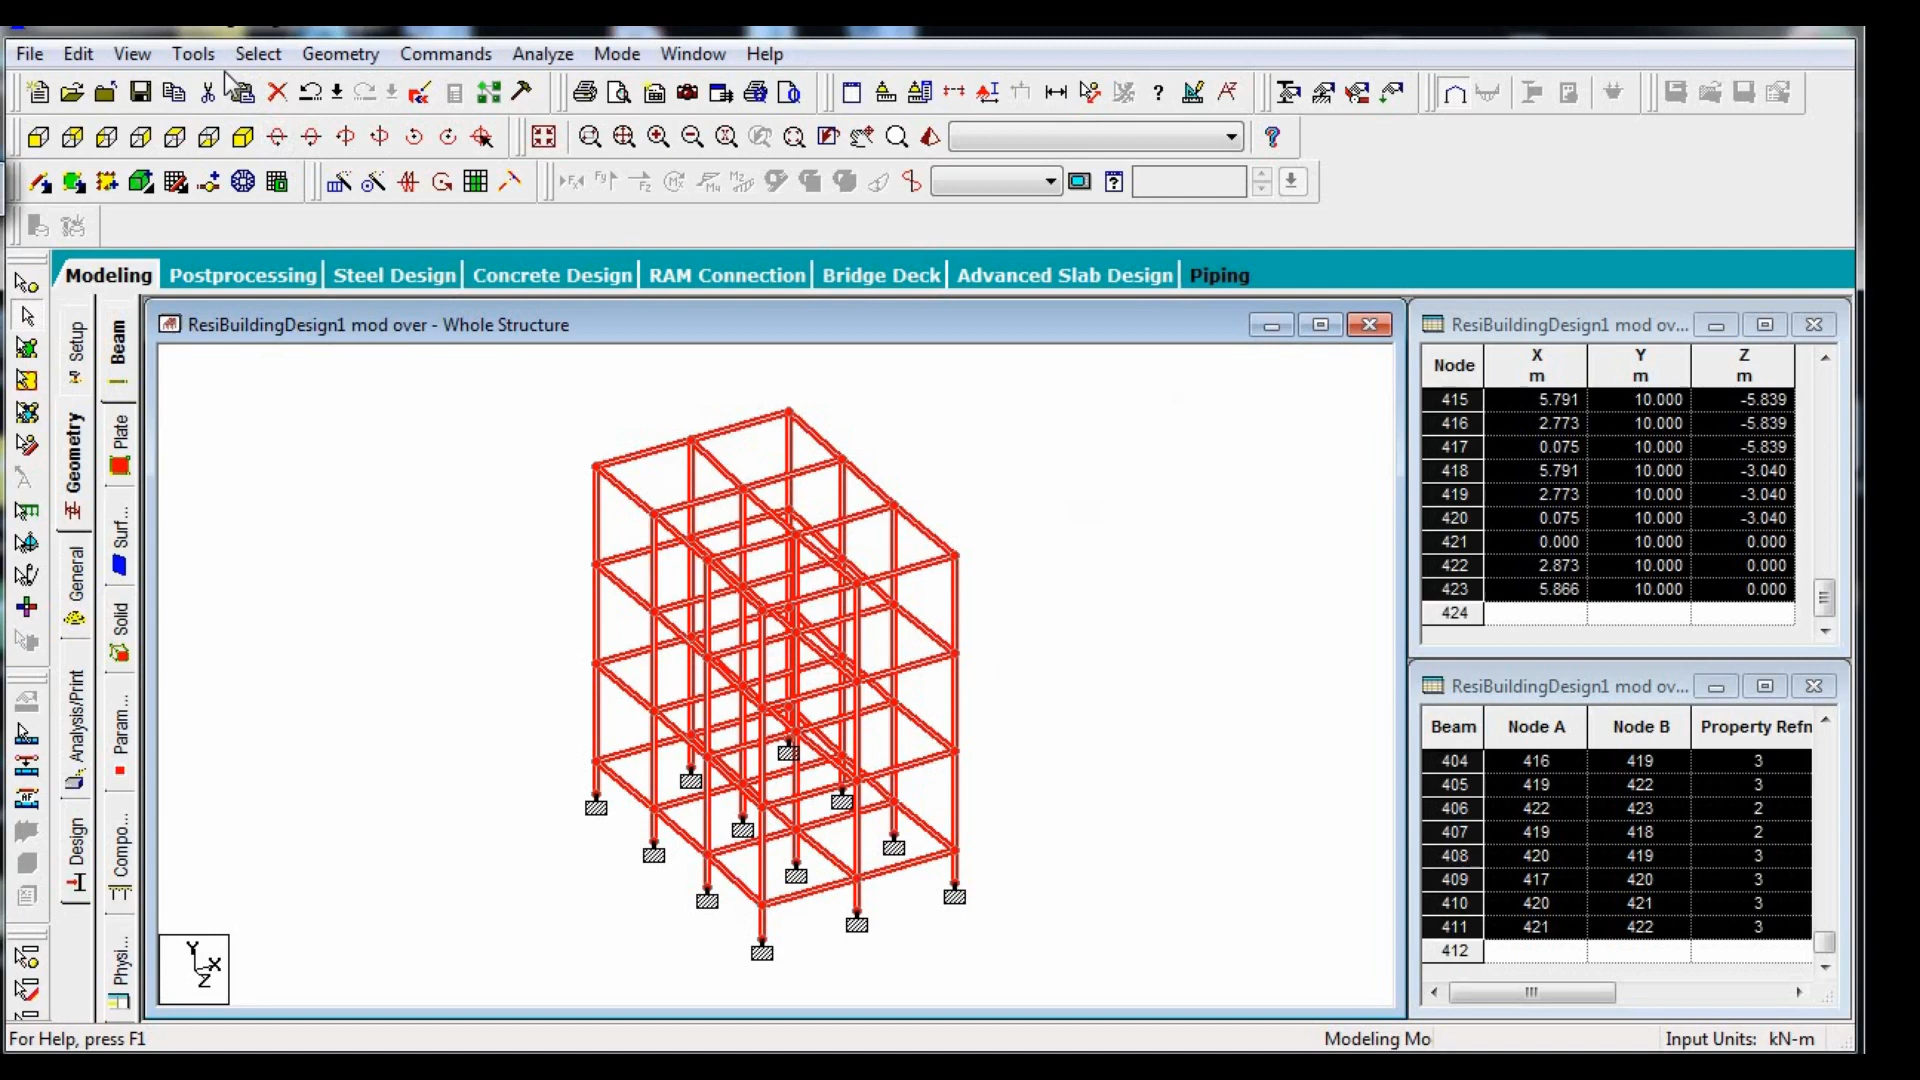 File Edit View Tools Select Geometry Commands Analyze Mode Window Help
Modeling Postprocessing Steel Design Concrete Design RAM Connection Bridge Deck Advanced Slab Design Piping
Setup
Geometry
General
Analysis/Print
Design
Beam
Plate
Surf...
Solid
Param...
Compo...
Physi...
ResiBuildingDesign1 mod over - Whole Structure
Y
X
Z
ResiBuildingDesign1 mod ov...
Node X m Y m Z m
415 5.791 10.000 -5.839
416 2.773 10.000 -5.839
417 0.075 10.000 -5.839
418 5.791 10.000 -3.040
419 2.773 10.000 -3.040
420 0.075 10.000 -3.040
421 0.000 10.000 0.000
422 2.873 10.000 0.000
423 5.866 10.000 0.000
424
ResiBuildingDesign1 mod ov...
Beam Node A Node B Property Refn
404 416 419 3
405 419 422 3
406 422 423 2
407 419 418 2
408 420 419 3
409 417 420 3
410 420 421 3
411 421 422 3
412
For Help, press F1 Modeling Mo Input Units: kN-m